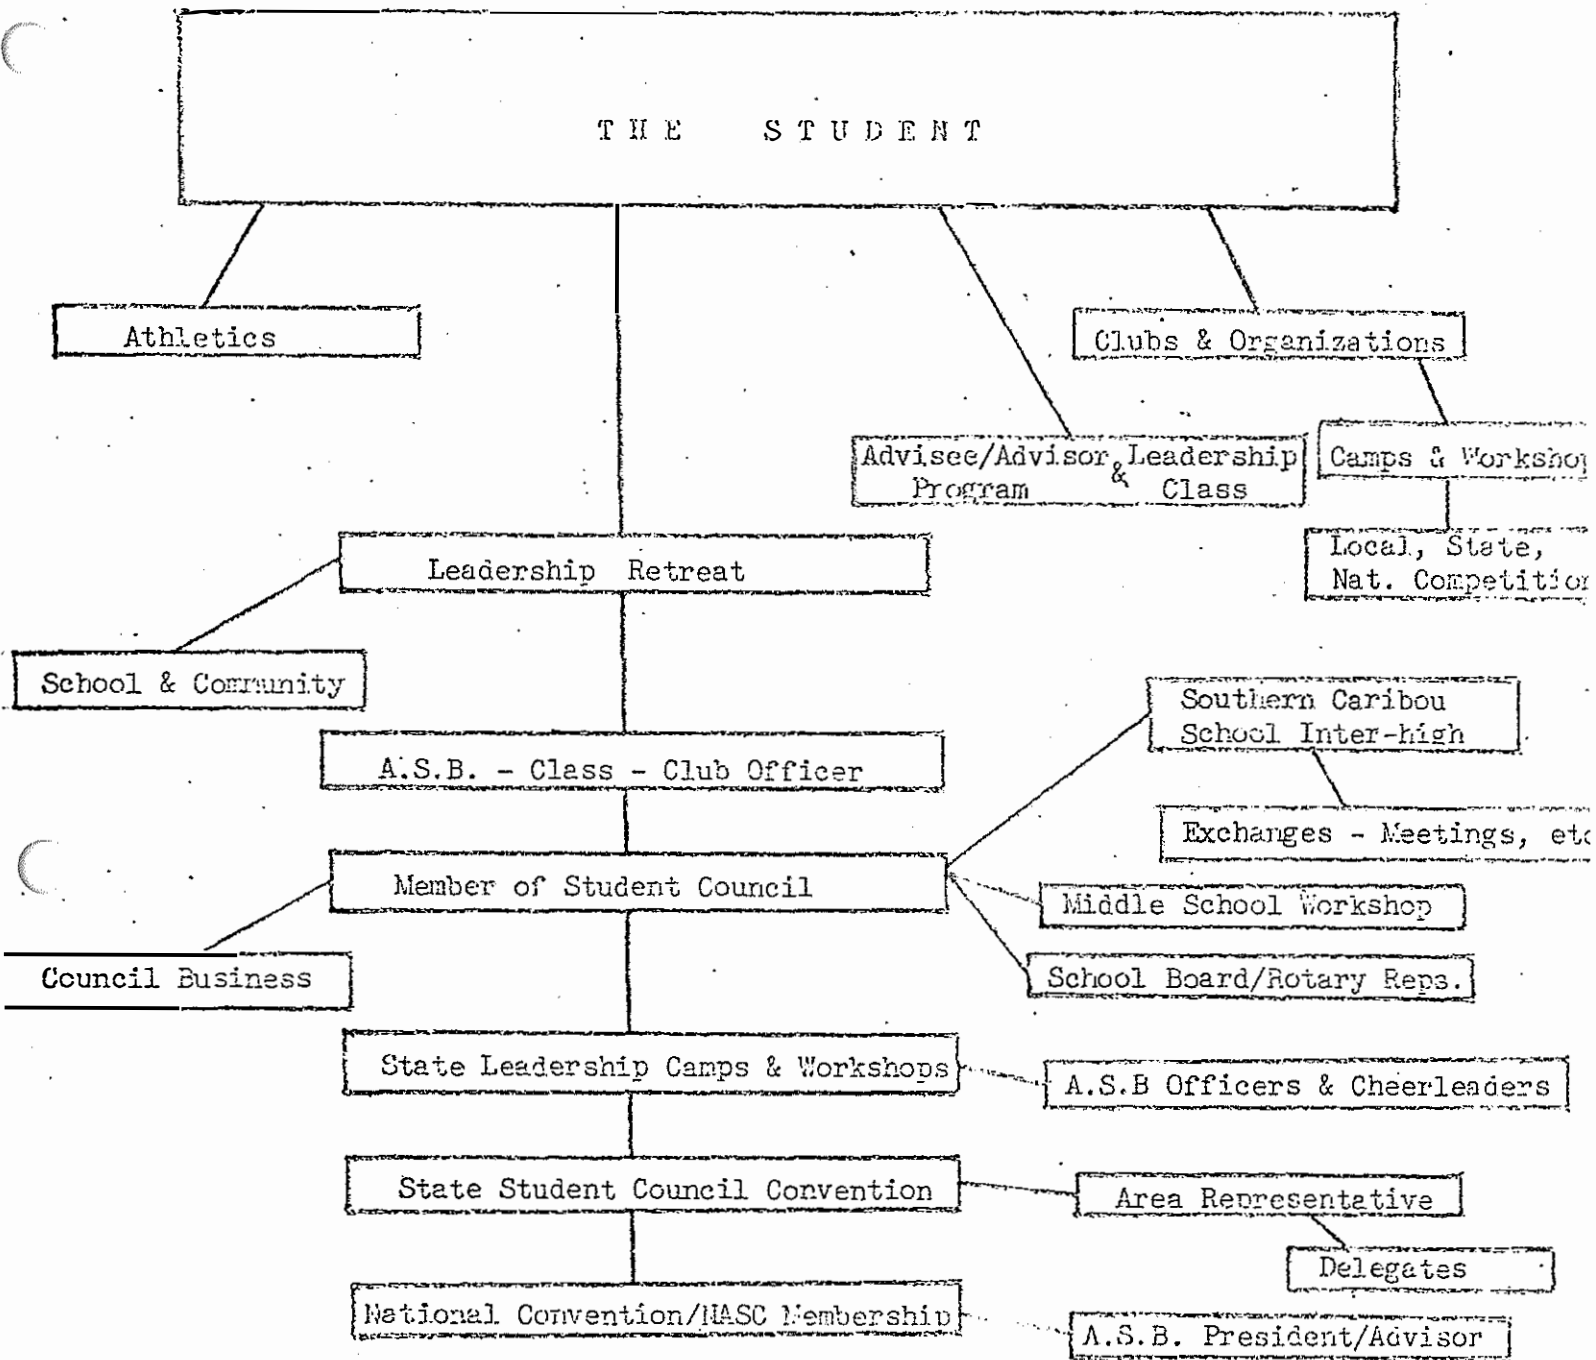 THE STUDENT
Athletics
Clubs & Organizations
Advisee/Advisor & Leadership
Program Class
Camps & Workshop
Local, State,
Nat. Competition
Leadership Retreat
School & Community
Southern Caribou
School Inter-high
A.S.B. - Class - Club Officer
Exchanges - Meetings, etc
Member of Student Council
Middle School Workshop
Council Business
School Board/Rotary Reps.
State Leadership Camps & Workshops
A.S.B Officers & Cheerleaders
State Student Council Convention
Area Representative
Delegates
National Convention/NASC Membership
A.S.B. President/Advisor